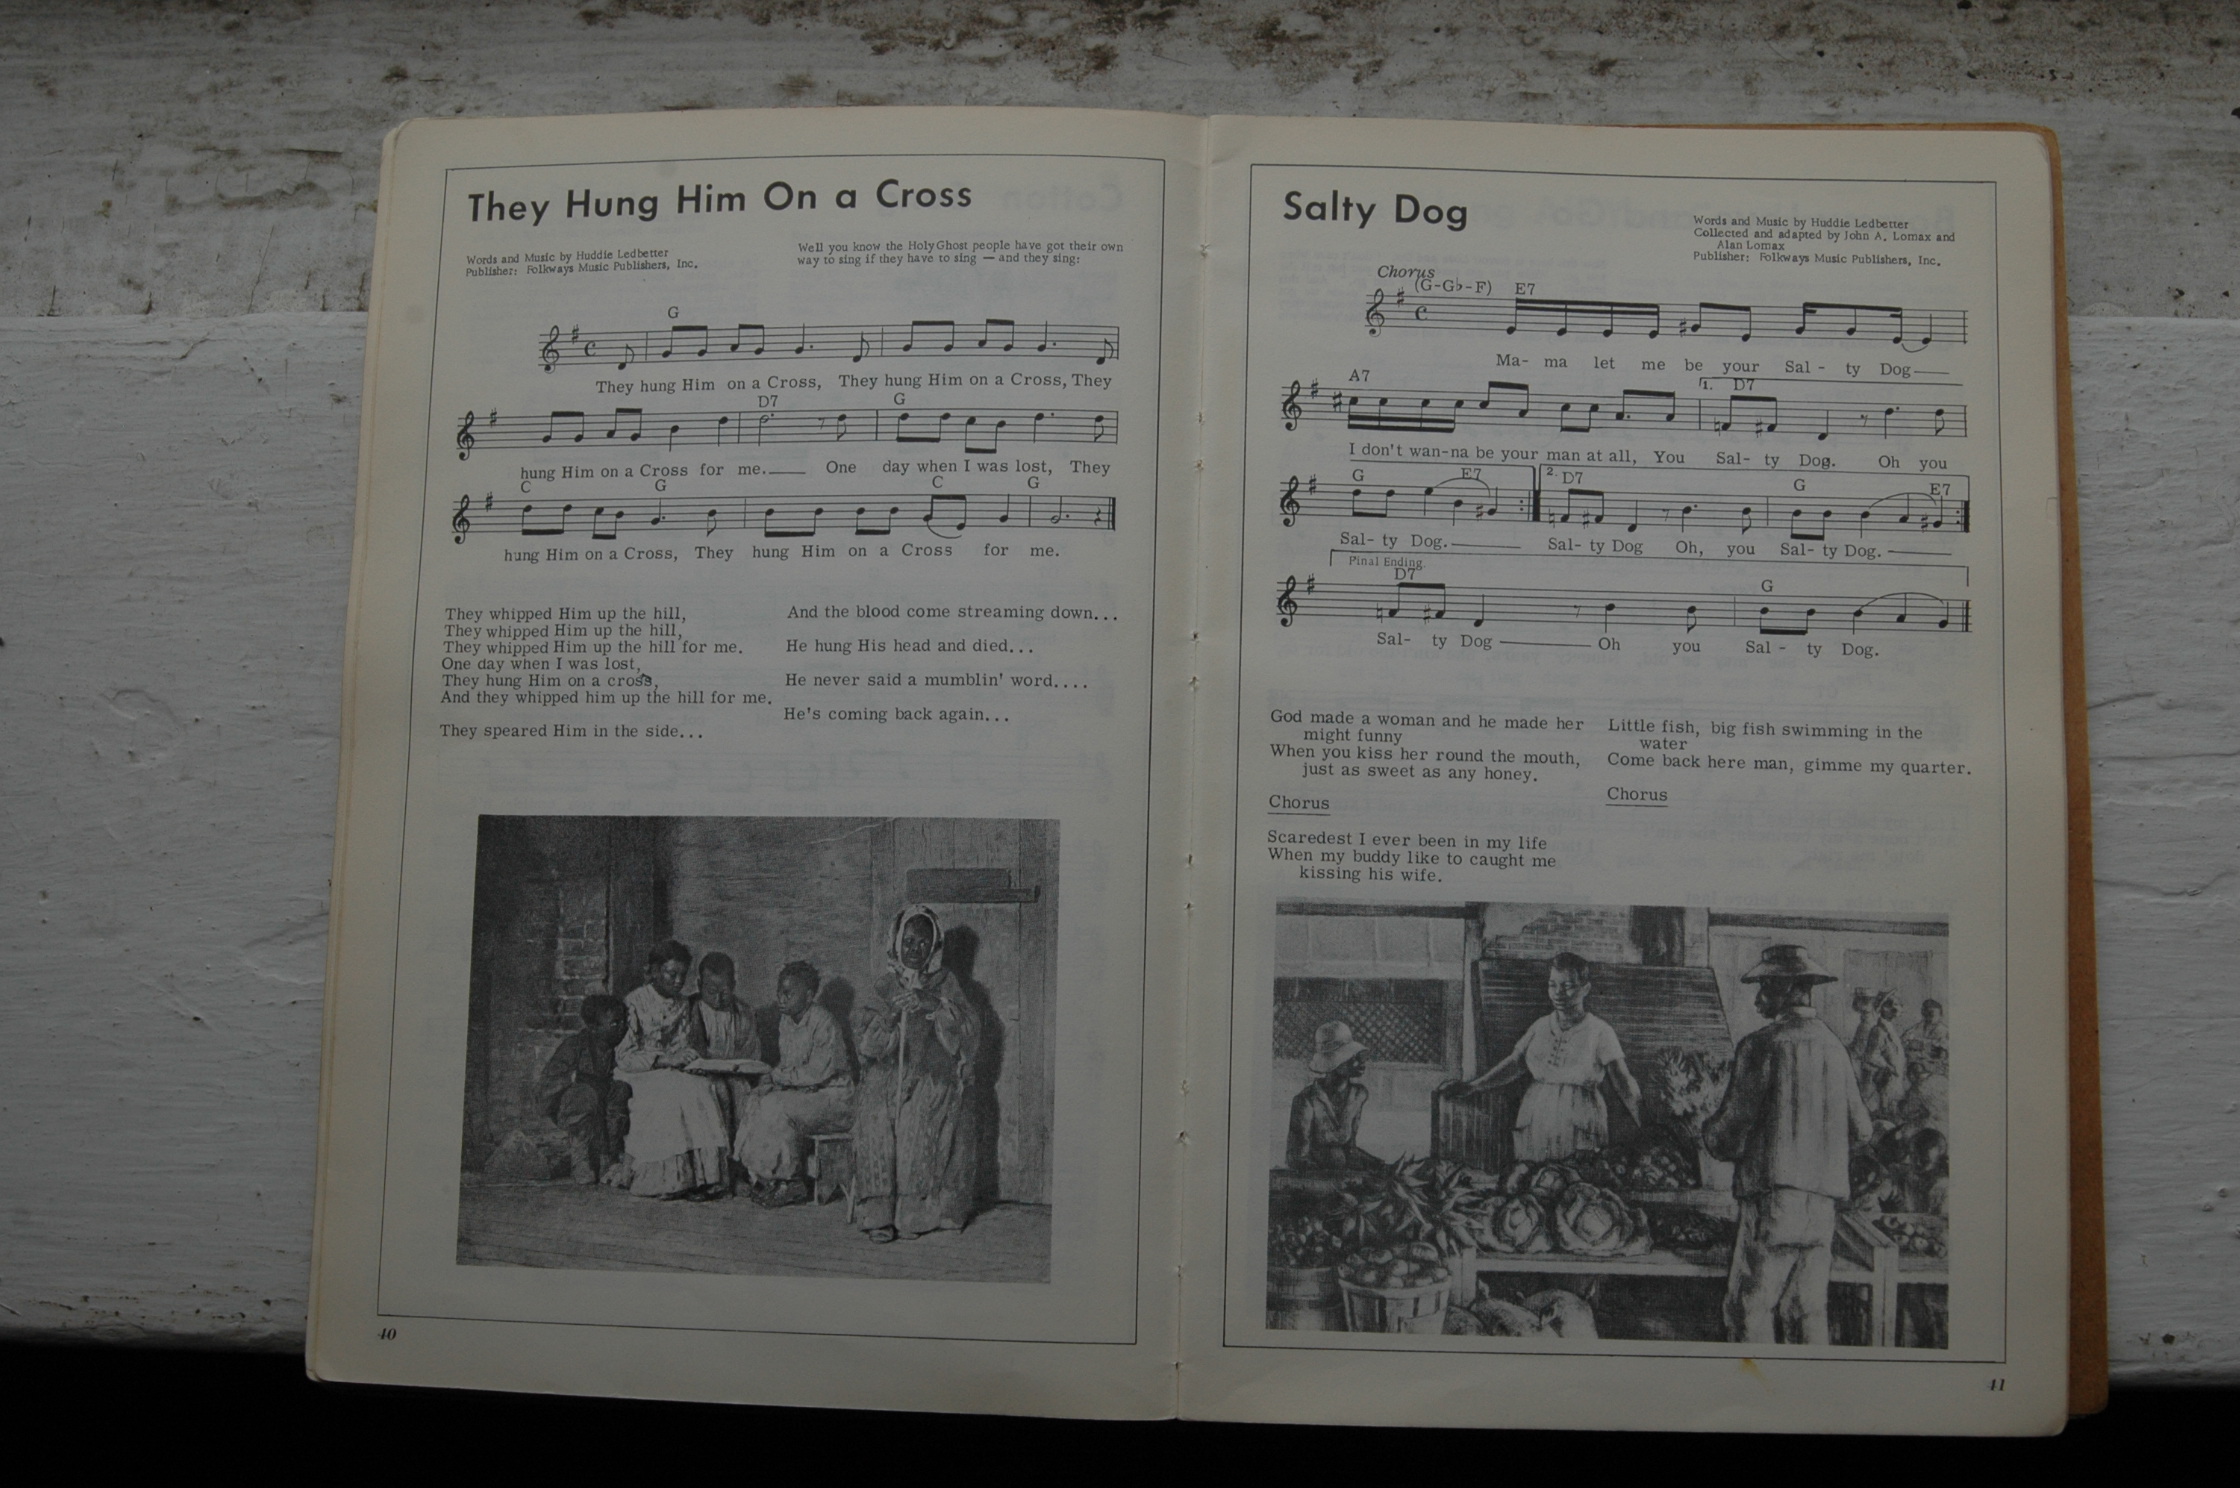 They Hung Him On a Cross
Words and Music by Huddie Ledbetter
Publisher: Folkways Music Publishers, Inc.
Well you know the Holy Ghost people have got their own
way to sing if they have to sing — and they sing:
G
They hung Him on a Cross, They hung Him on a Cross, They
D7 G
hung Him on a Cross for me. One day when I was lost, They
C G C G
hung Him on a Cross, They hung Him on a Cross for me.
They whipped Him up the hill,
They whipped Him up the hill,
They whipped Him up the hill for me.
One day when I was lost,
They hung Him on a cross,
And they whipped him up the hill for me.
They speared Him in the side...
And the blood come streaming down...
He hung His head and died...
He never said a mumblin' word....
He's coming back again...
40
Salty Dog
Words and Music by Huddie Ledbetter
Collected and adapted by John A. Lomax and
Alan Lomax
Publisher: Folkways Music Publishers, Inc.
Chorus
(G-G♭-F) E7
Ma- ma let me be your Sal - ty Dog
A7 1. D7
I don't wan-na be your man at all, You Sal- ty Dog. Oh you
G E7 2. D7 G E7
Sal- ty Dog. Sal- ty Dog Oh, you Sal- ty Dog.
Final Ending
D7 G
Sal- ty Dog Oh you Sal - ty Dog.
God made a woman and he made her
might funny
When you kiss her round the mouth,
just as sweet as any honey.
Chorus
Scaredest I ever been in my life
When my buddy like to caught me
kissing his wife.
Little fish, big fish swimming in the
water
Come back here man, gimme my quarter.
Chorus
41